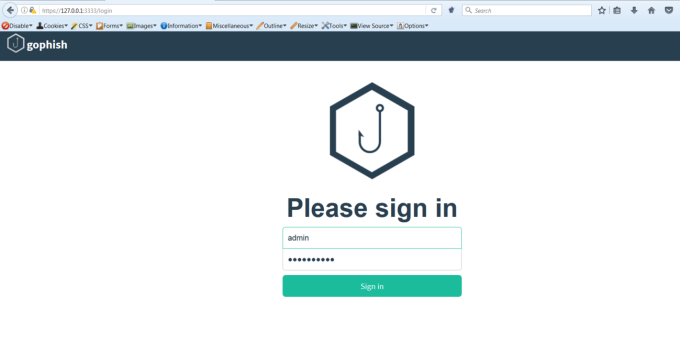 https://127.0.0.1:3333/login
Search
Disable Cookies CSS Forms Images Information Miscellaneous Outline Resize Tools View Source Options
gophish
Please sign in
admin
Sign in